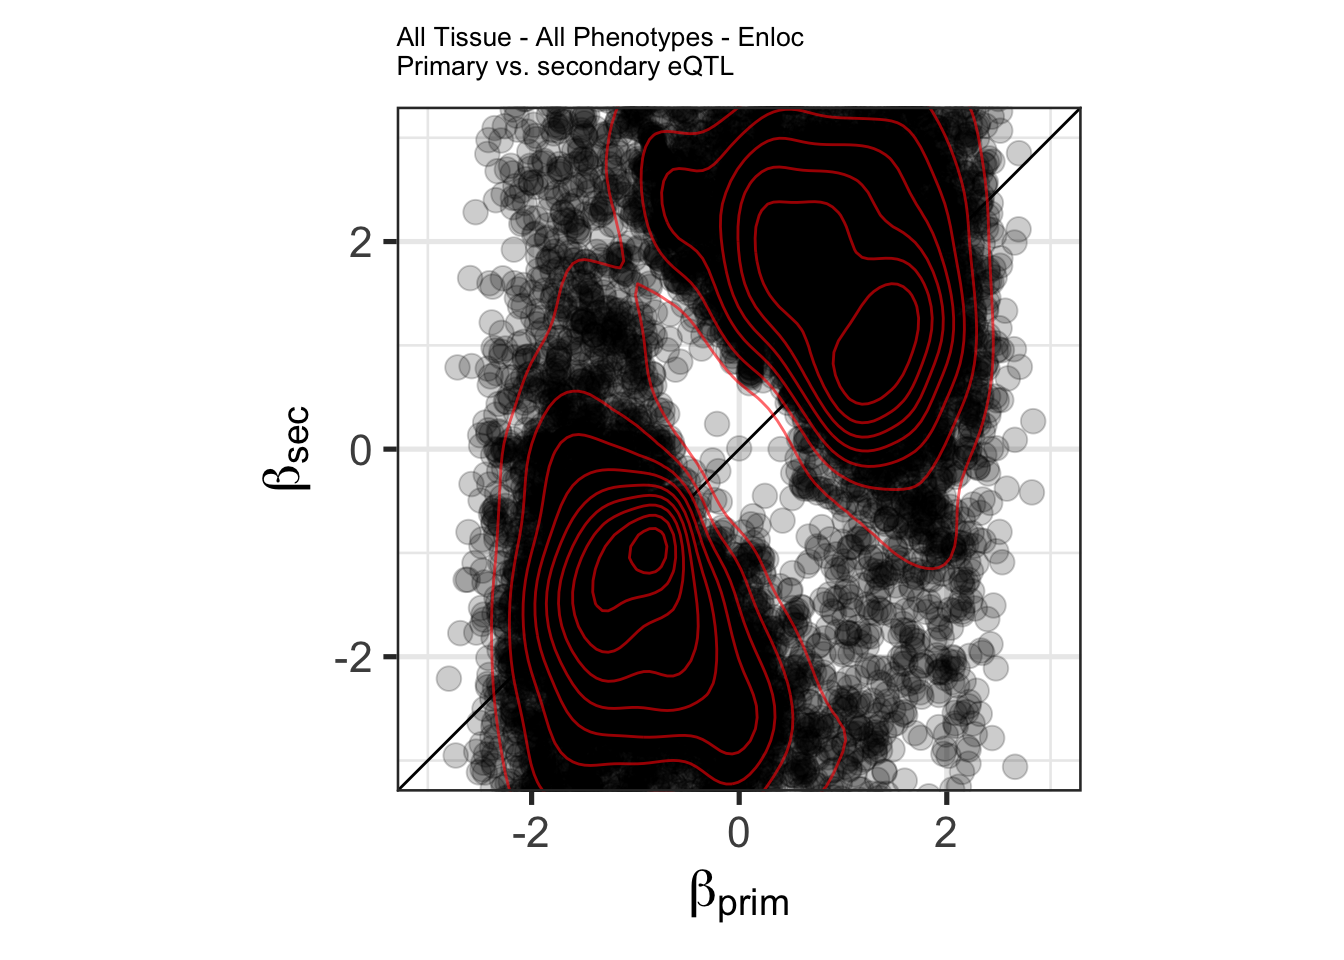 All Tissue - All Phenotypes - Enloc
Primary vs. secondary eQTL
βsec
2
0
-2
-2 0 2
βprim